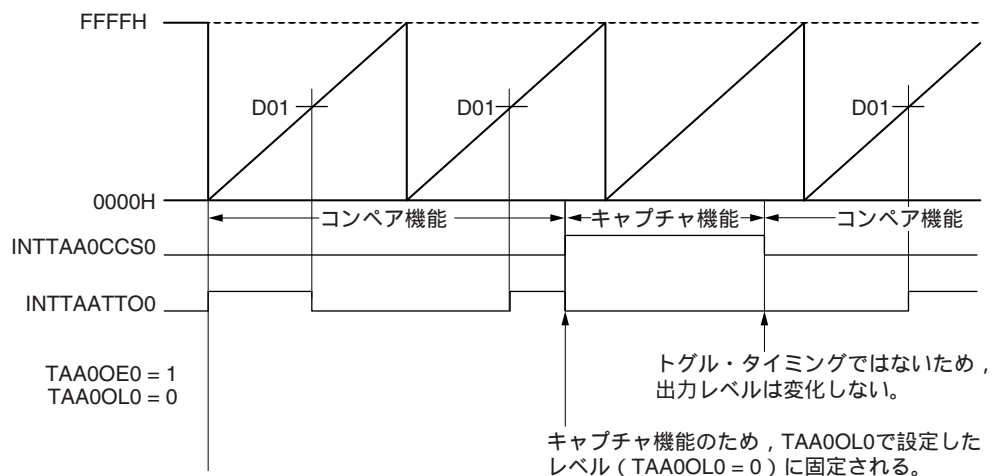 FFFFH
D01
D01
D01
0000H
コンペア機能
キャプチャ機能
コンペア機能
INTTAA0CCS0
INTTAATTO0
TAA0OE0 = 1
TAA0OL0 = 0
トグル・タイミングではないため,
出力レベルは変化しない。
キャプチャ機能のため,TAA0OL0で設定した
レベル(TAA0OL0 = 0)に固定される。